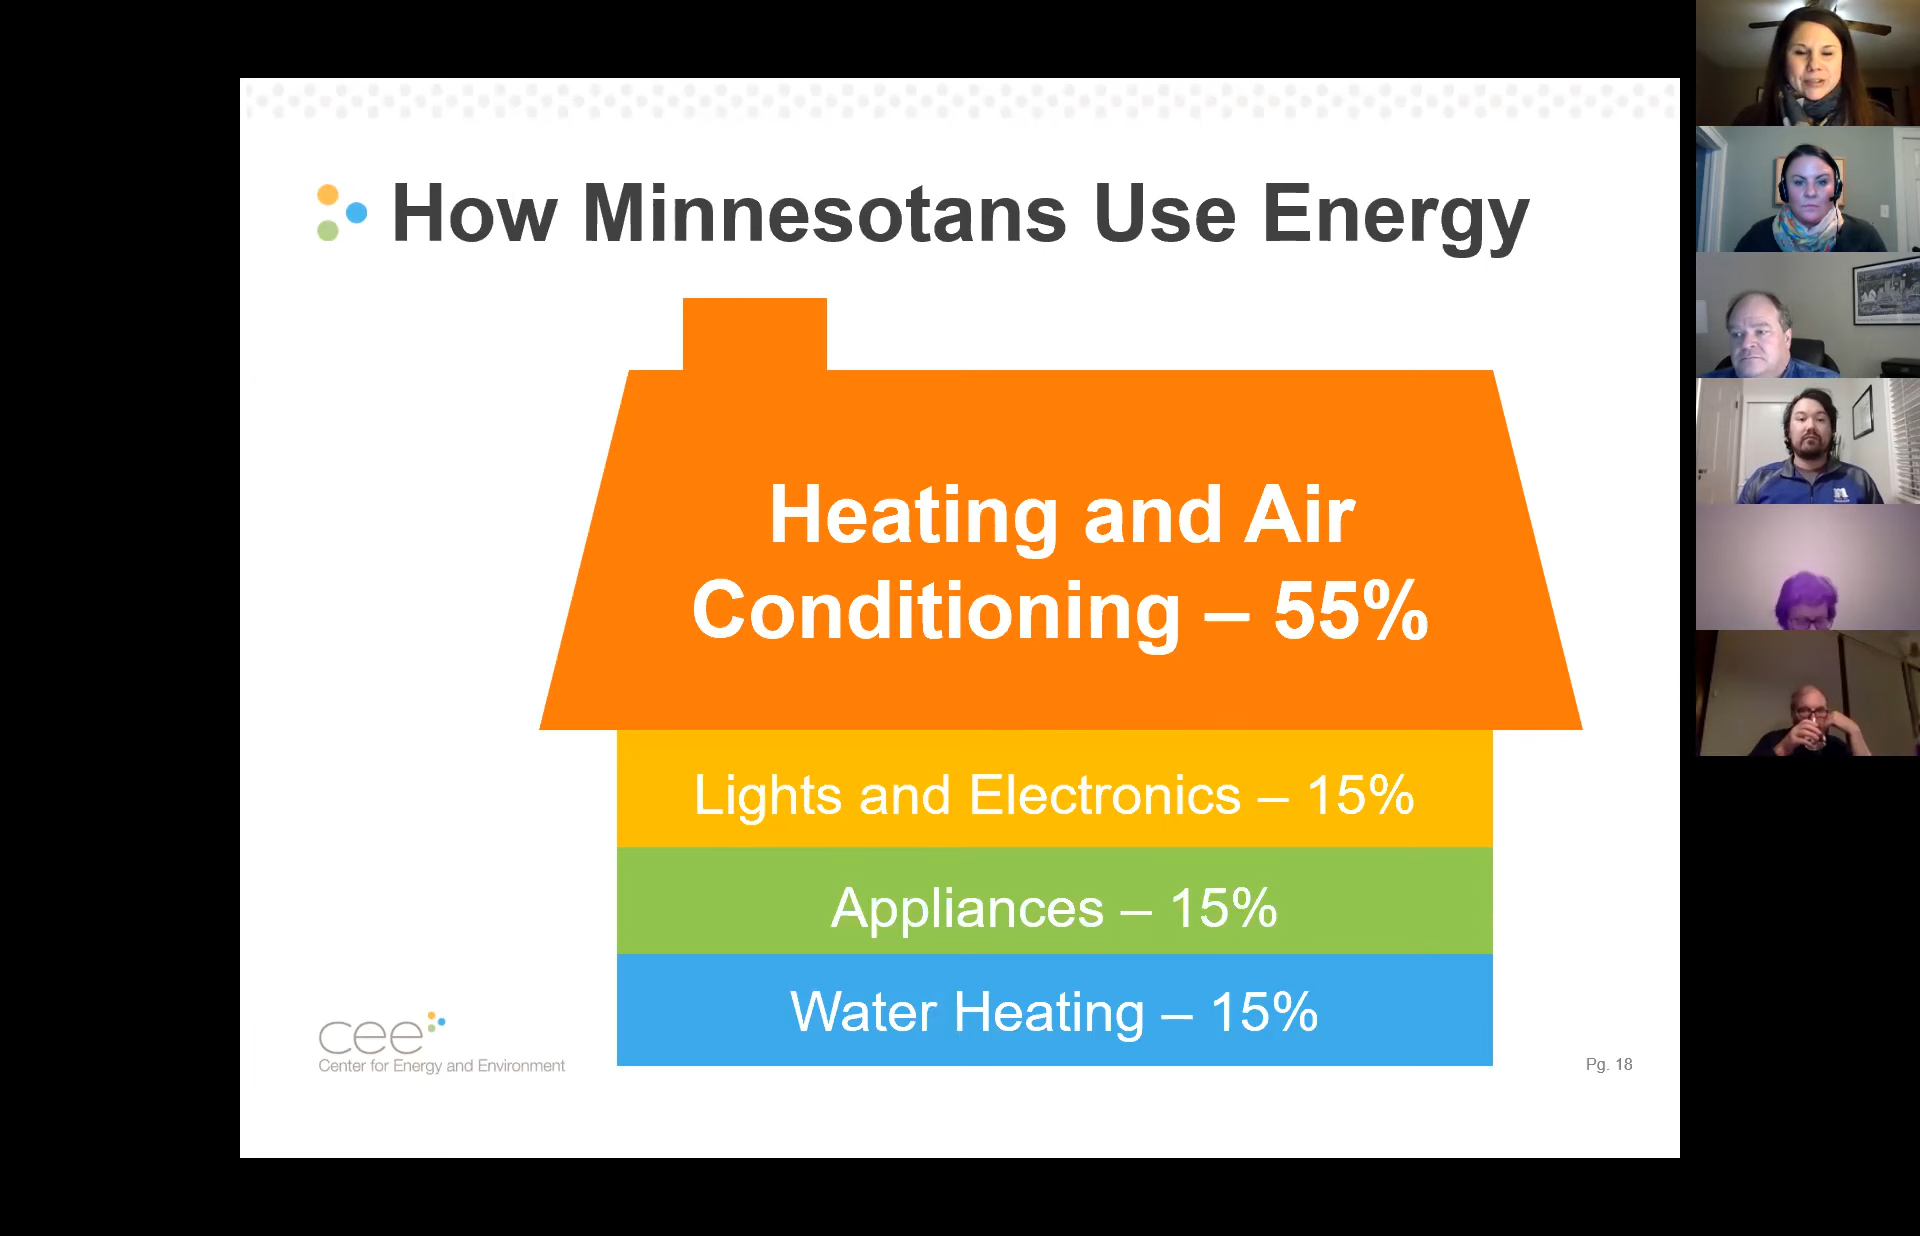 How Minnesotans Use Energy
Heating and Air
Conditioning – 55%
Lights and Electronics – 15%
Appliances – 15%
Water Heating – 15%
cee
Center for Energy and Environment
Pg. 18